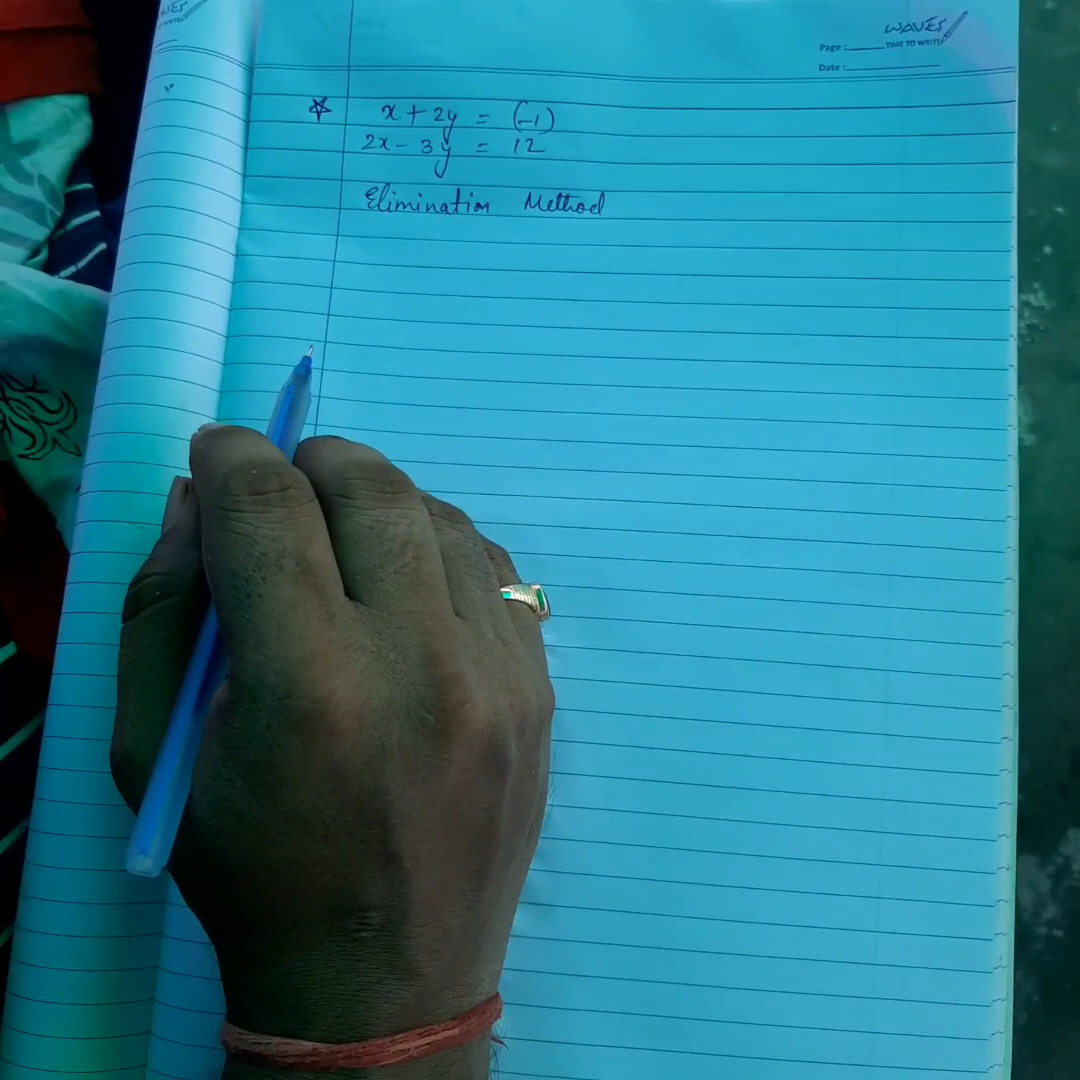 WAVES
Page : TIME TO WRITE
Date :
x + 2y = (-1)
2x - 3y = 12
Elimination Method